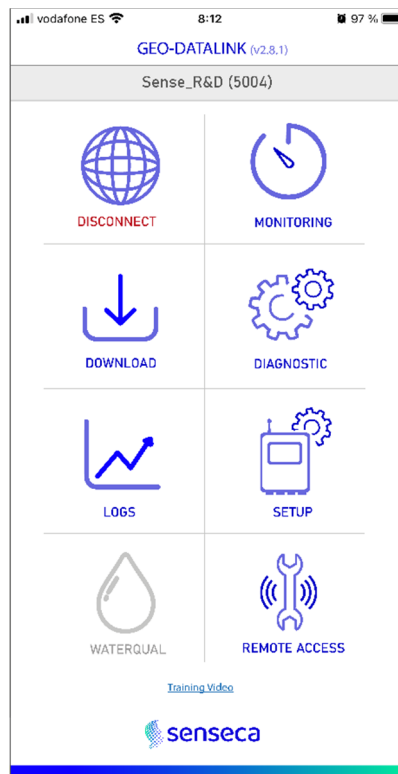 vodafone ES 8:12 97 %
GEO-DATALINK (v2.8.1)
Sense_R&D (5004)
DISCONNECT MONITORING
DOWNLOAD DIAGNOSTIC
LOGS SETUP
WATERQUAL REMOTE ACCESS
Training Video
senseca